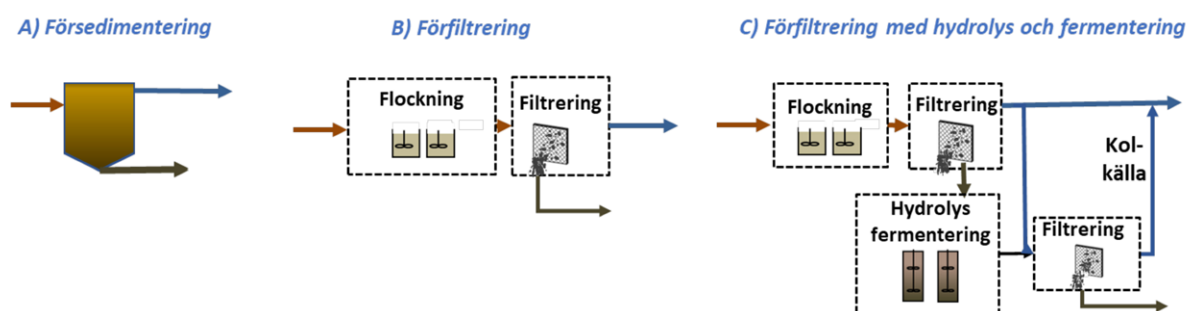 A) Försedimentering
B) Förfiltrering
C) Förfiltrering med hydrolys och fermentering
Flockning
Filtrering
Flockning
Filtrering
Kol-
källa
Hydrolys
fermentering
Filtrering